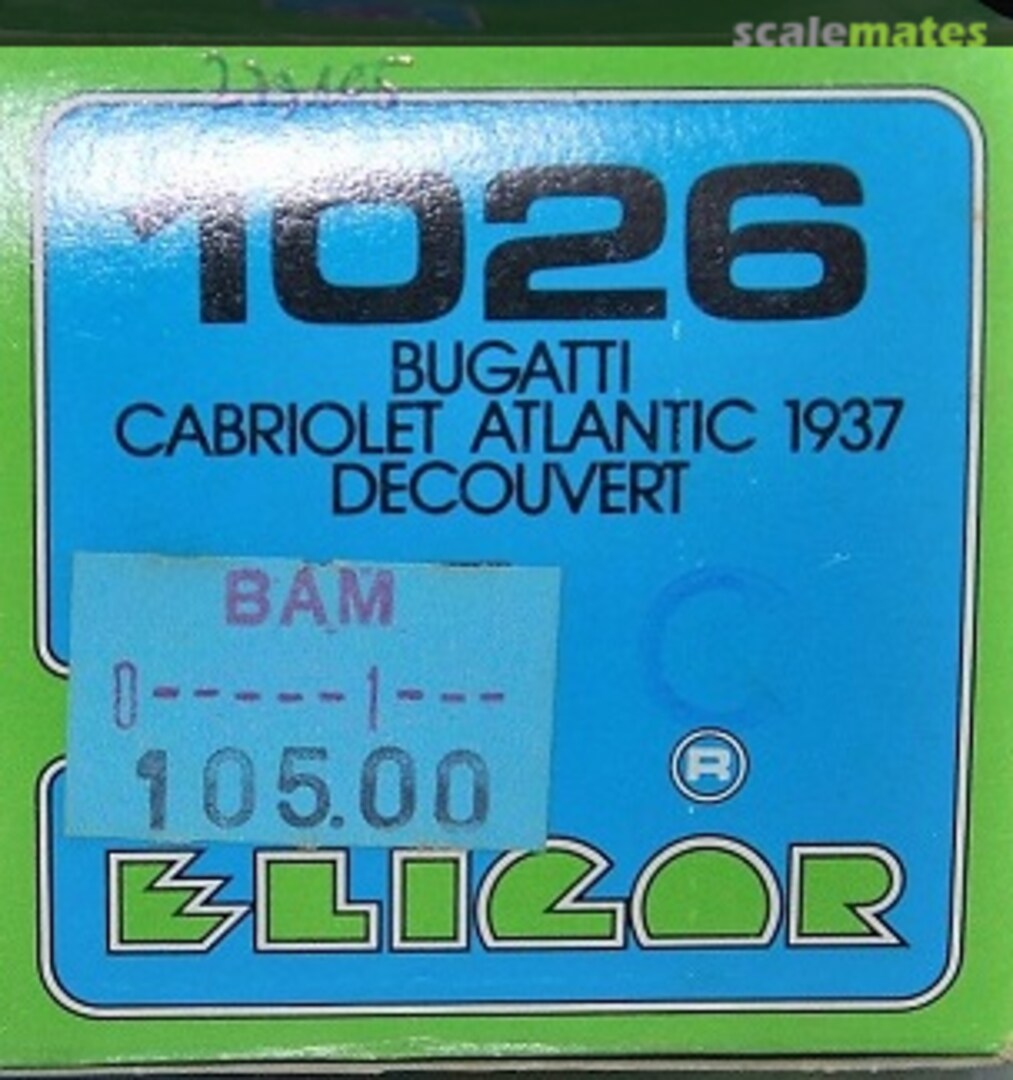 scalemates
1026
BUGATTI
CABRIOLET ATLANTIC 1937
DECOUVERT
BAM
0-----1---
105.00
C
R
ELIGOR